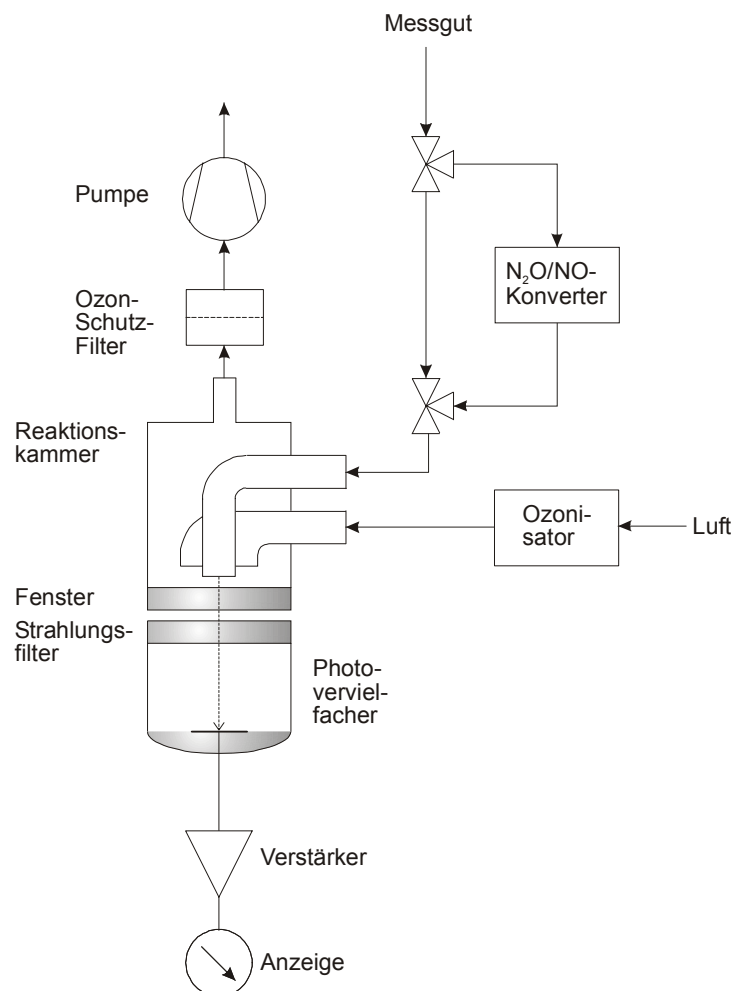 Messgut
Pumpe
N₂O/NO-
Konverter
Ozon-
Schutz-
Filter
Reaktions-
kammer
Ozoni-
sator
Luft
Fenster
Strahlungs-
filter
Photo-
vervielf-
facher
Verstärker
Anzeige